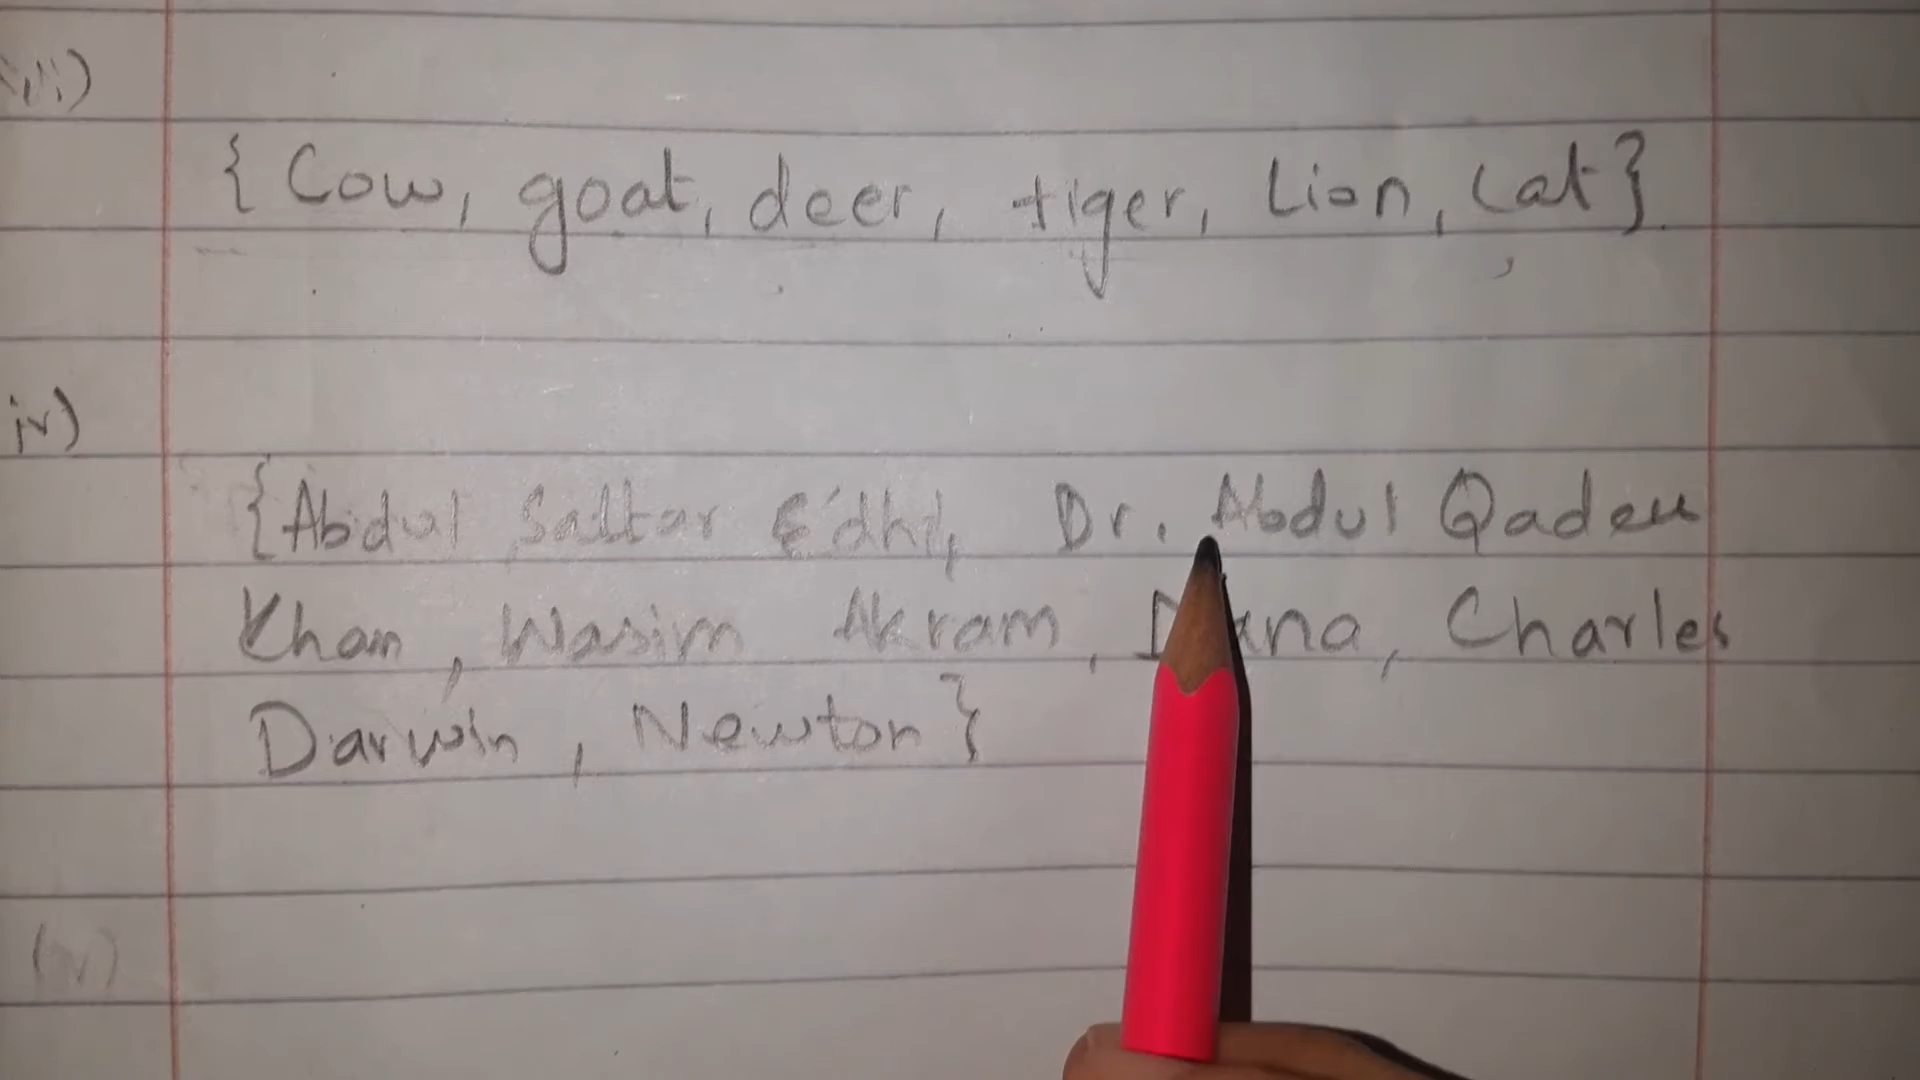 iii)
{ Cow, goat, deer, tiger, Lion, Cat }
iv)
{ Abdul Sattar Edhi, Dr. Abdul Qadeer
Khan, Wasim Akram, Charles
Darwin, Newton }
(v)